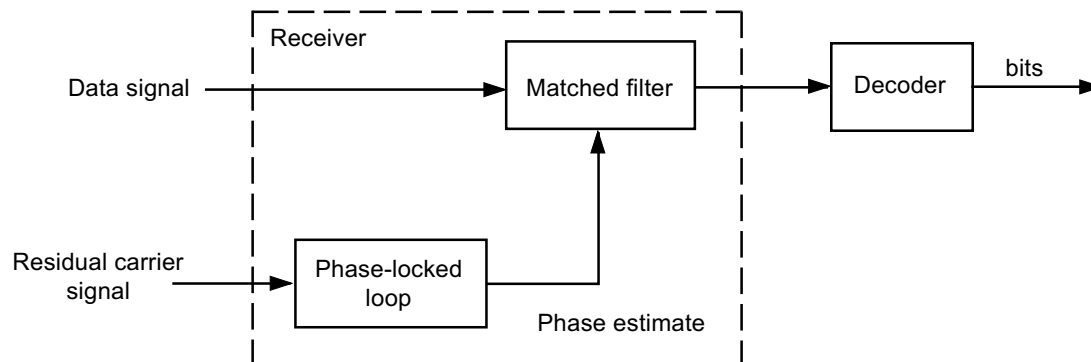 Receiver
Data signal
Matched filter
Decoder
bits
Residual carrier
signal
Phase-locked
loop
Phase estimate